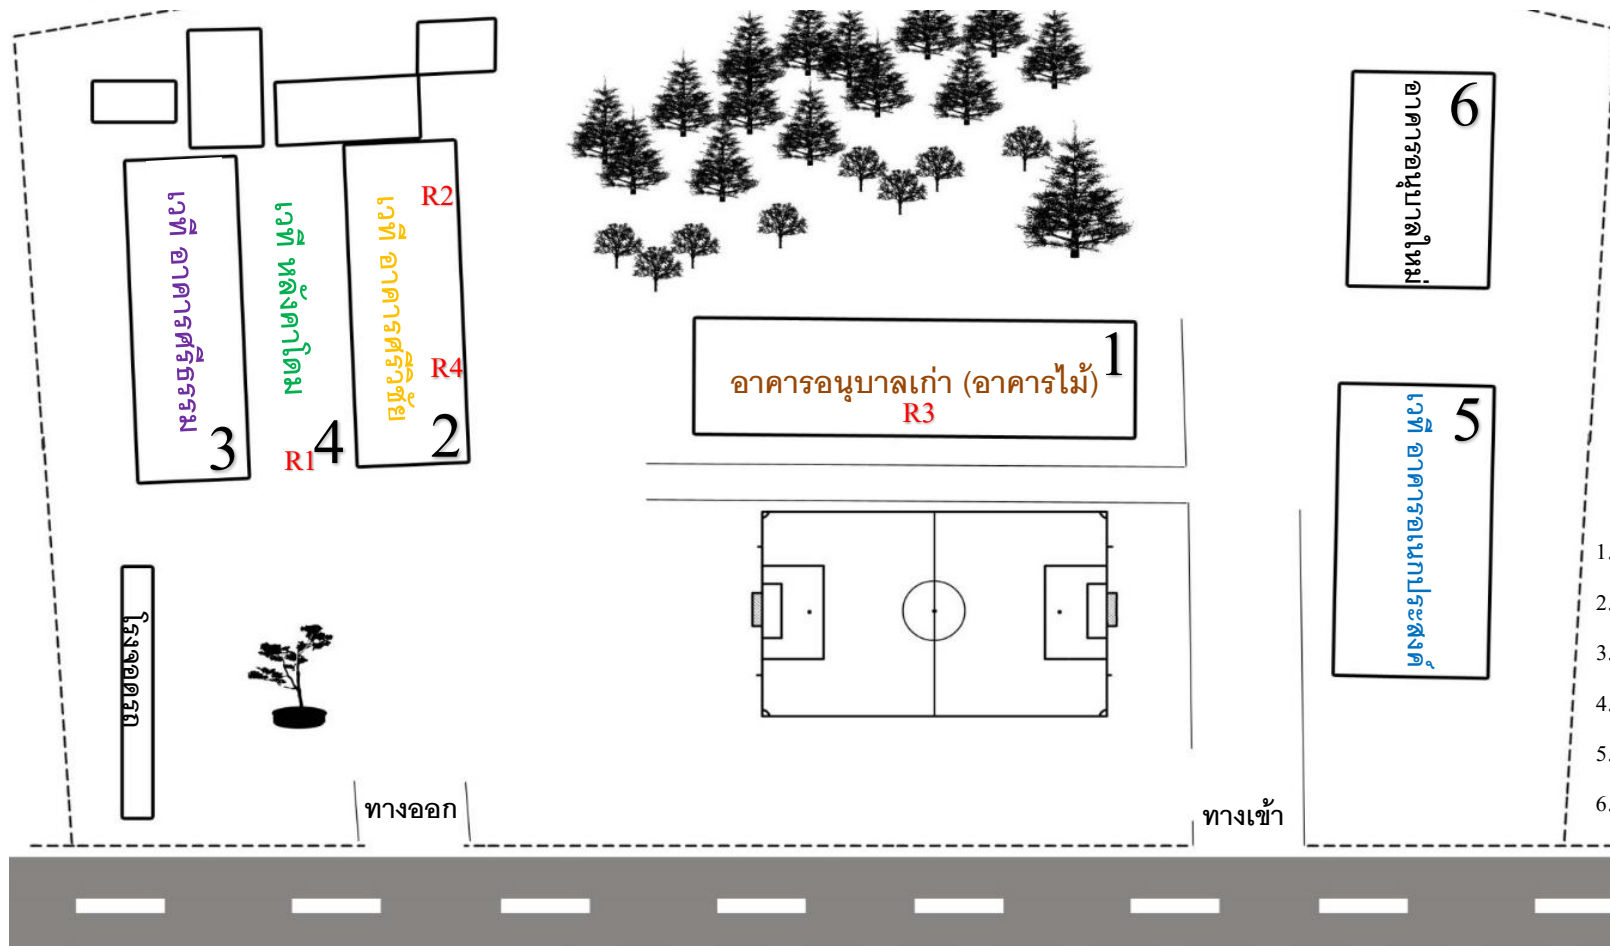 6
อาคารอนุบาลใหม่
เวที อาคารศรีธรรม
3
เวที หลังคาโดม
R1
4
R2
เวที อาคารศรีวิชัย
R4
2
1
อาคารอนุบาลเก่า (อาคารไม้)
R3
5
เวที อาคารอเนกประสงค์
โรงจอดรถ
ทางออก
ทางเข้า
1.
2.
3.
4.
5.
6.